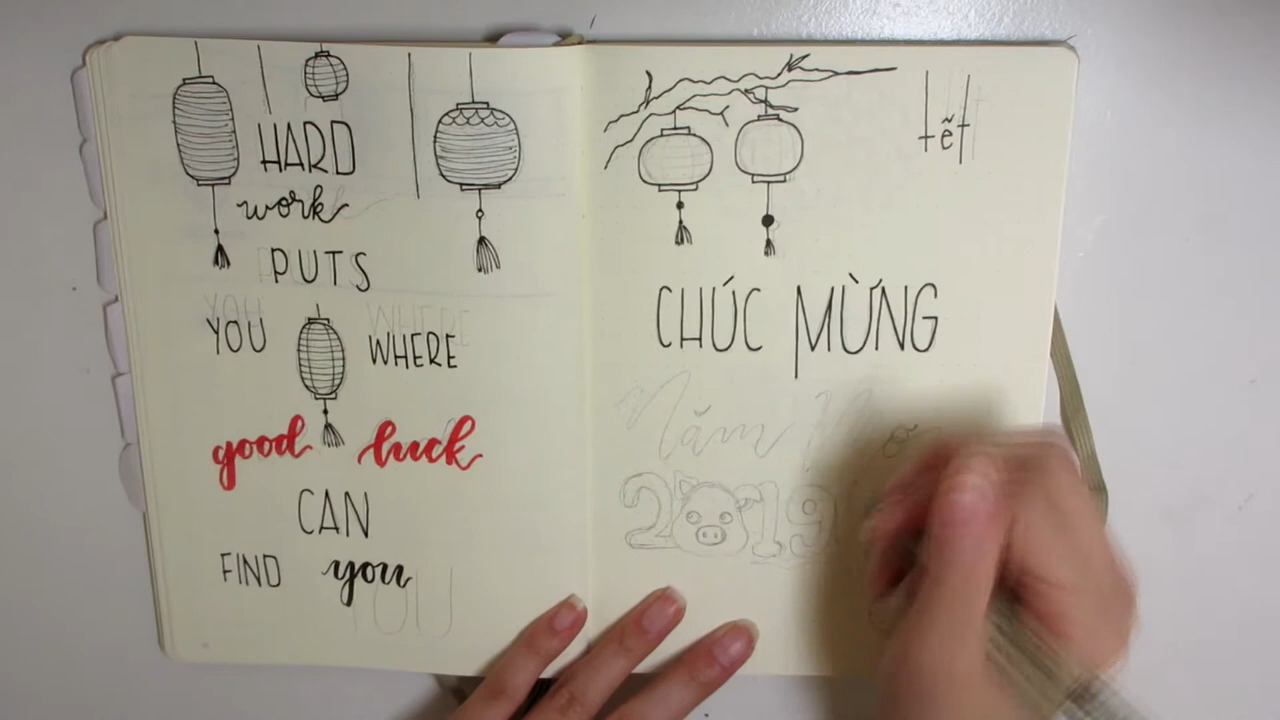 HARD
work
PUTS
YOU WHERE
good luck
CAN
FIND you
tết
CHÚC MỪNG
Năm
2019